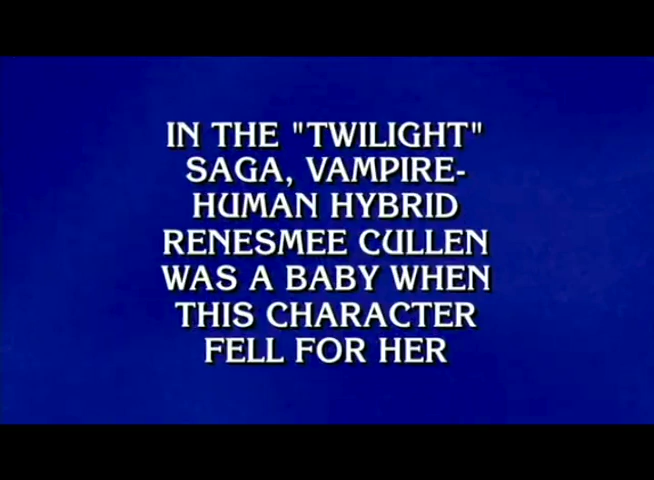 IN THE "TWILIGHT"
SAGA, VAMPIRE-
HUMAN HYBRID
RENESMEE CULLEN
WAS A BABY WHEN
THIS CHARACTER
FELL FOR HER